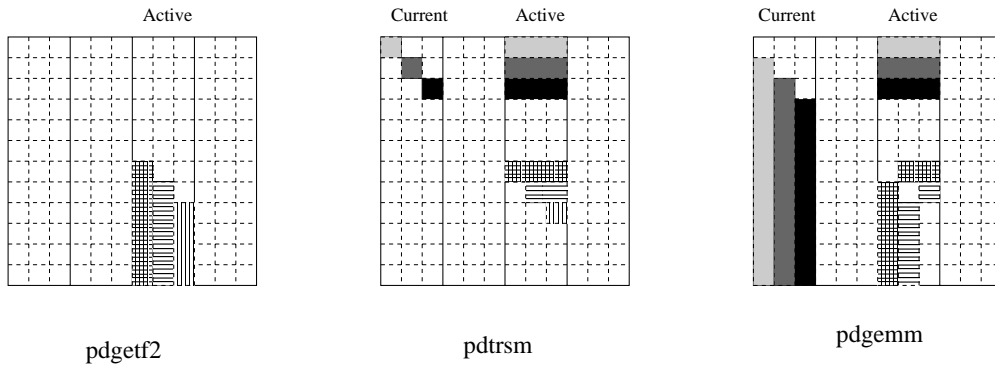 Active
Current Active
Current Active
pdgetf2
pdtrsm
pdgemm